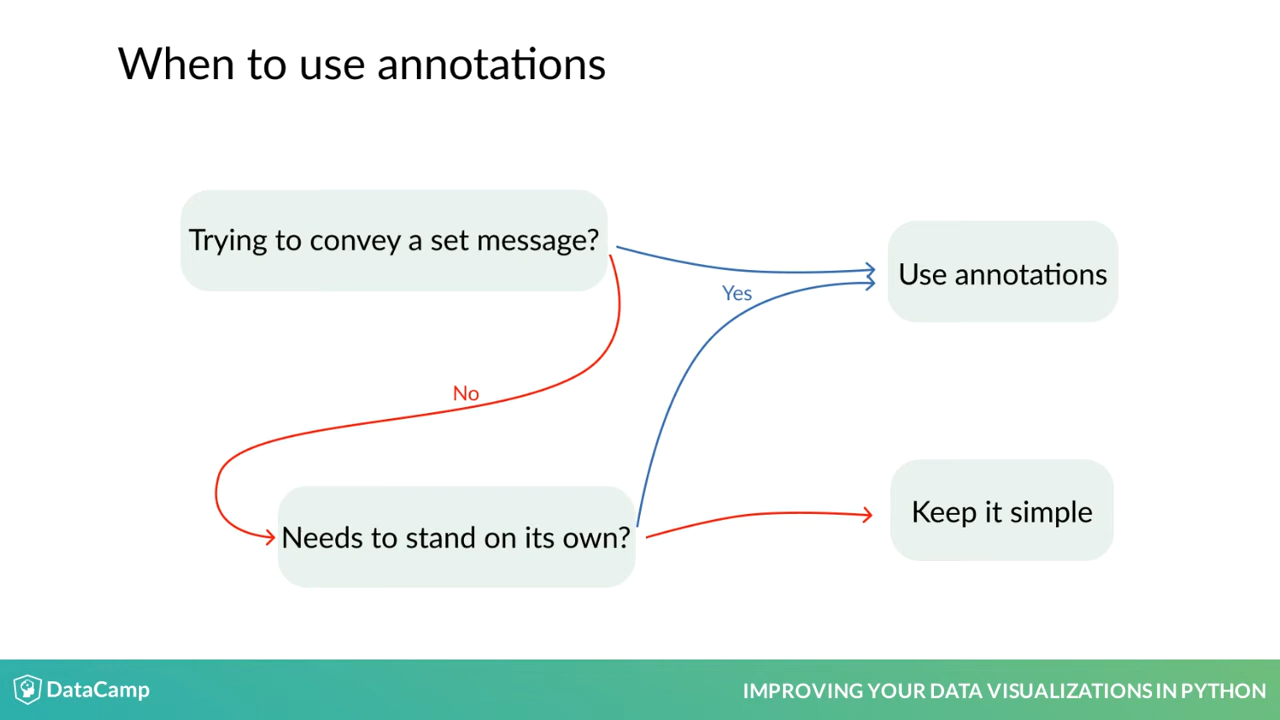 When to use annotations
Trying to convey a set message?
Use annotations
Yes
No
Needs to stand on its own?
Keep it simple
DataCamp
IMPROVING YOUR DATA VISUALIZATIONS IN PYTHON